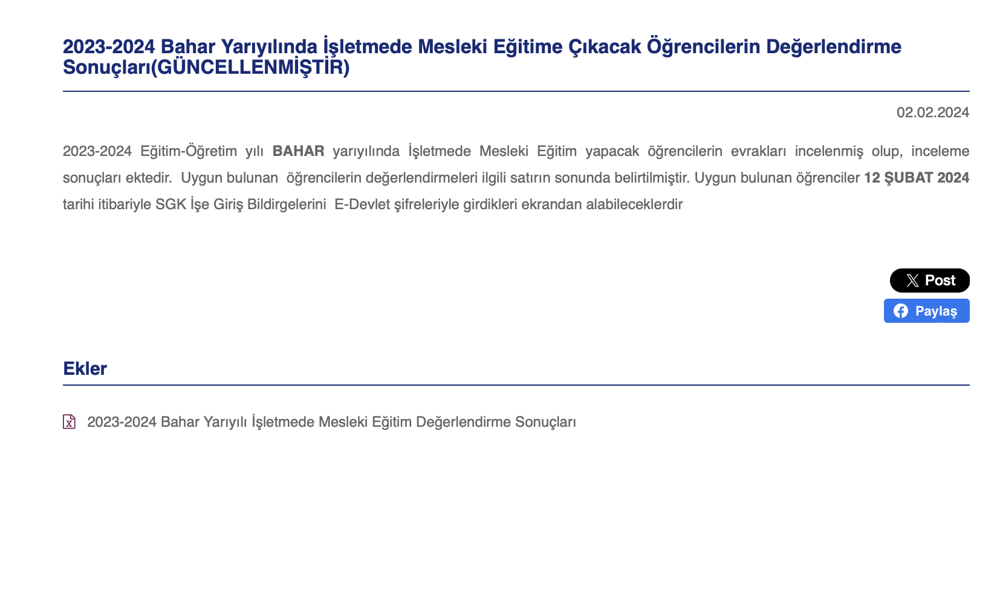 2023-2024 Bahar Yarıyılında İşletmede Mesleki Eğitime Çıkacak Öğrencilerin Değerlendirme
Sonuçları(GÜNCELLENMİŞTİR)
02.02.2024
2023-2024 Eğitim-Öğretim yılı BAHAR yarıyılında İşletmede Mesleki Eğitim yapacak öğrencilerin evrakları incelenmiş olup, inceleme
sonuçları ektedir.  Uygun bulunan  öğrencilerin değerlendirmeleri ilgili satırın sonunda belirtilmiştir. Uygun bulunan öğrenciler 12 ŞUBAT 2024
tarihi itibariyle SGK İşe Giriş Bildirgelerini  E-Devlet şifreleriyle girdikleri ekrandan alabileceklerdir
X Post
Paylaş
Ekler
2023-2024 Bahar Yarıyılı İşletmede Mesleki Eğitim Değerlendirme Sonuçları